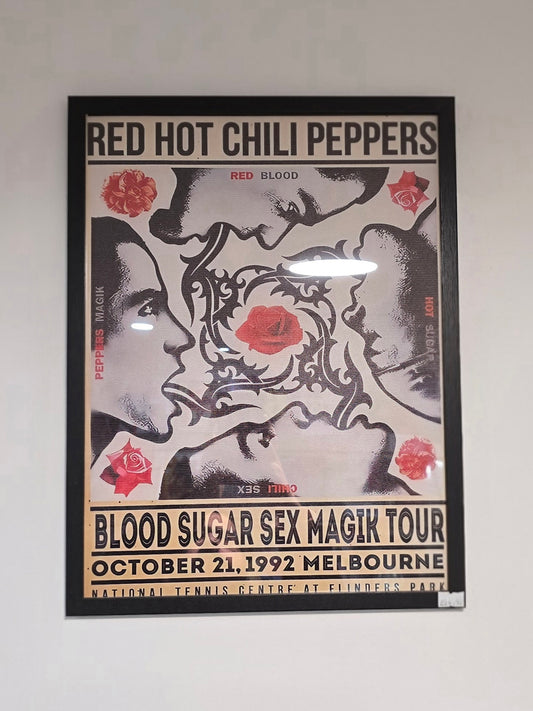 RED HOT CHILI PEPPERS
RED BLOOD
PEPPERS MAGIK
HOT SUGAR
CHILI SEX
BLOOD SUGAR SEX MAGIK TOUR
OCTOBER 21, 1992 MELBOURNE
NATIONAL TENNIS CENTRE AT FLINDERS PARK